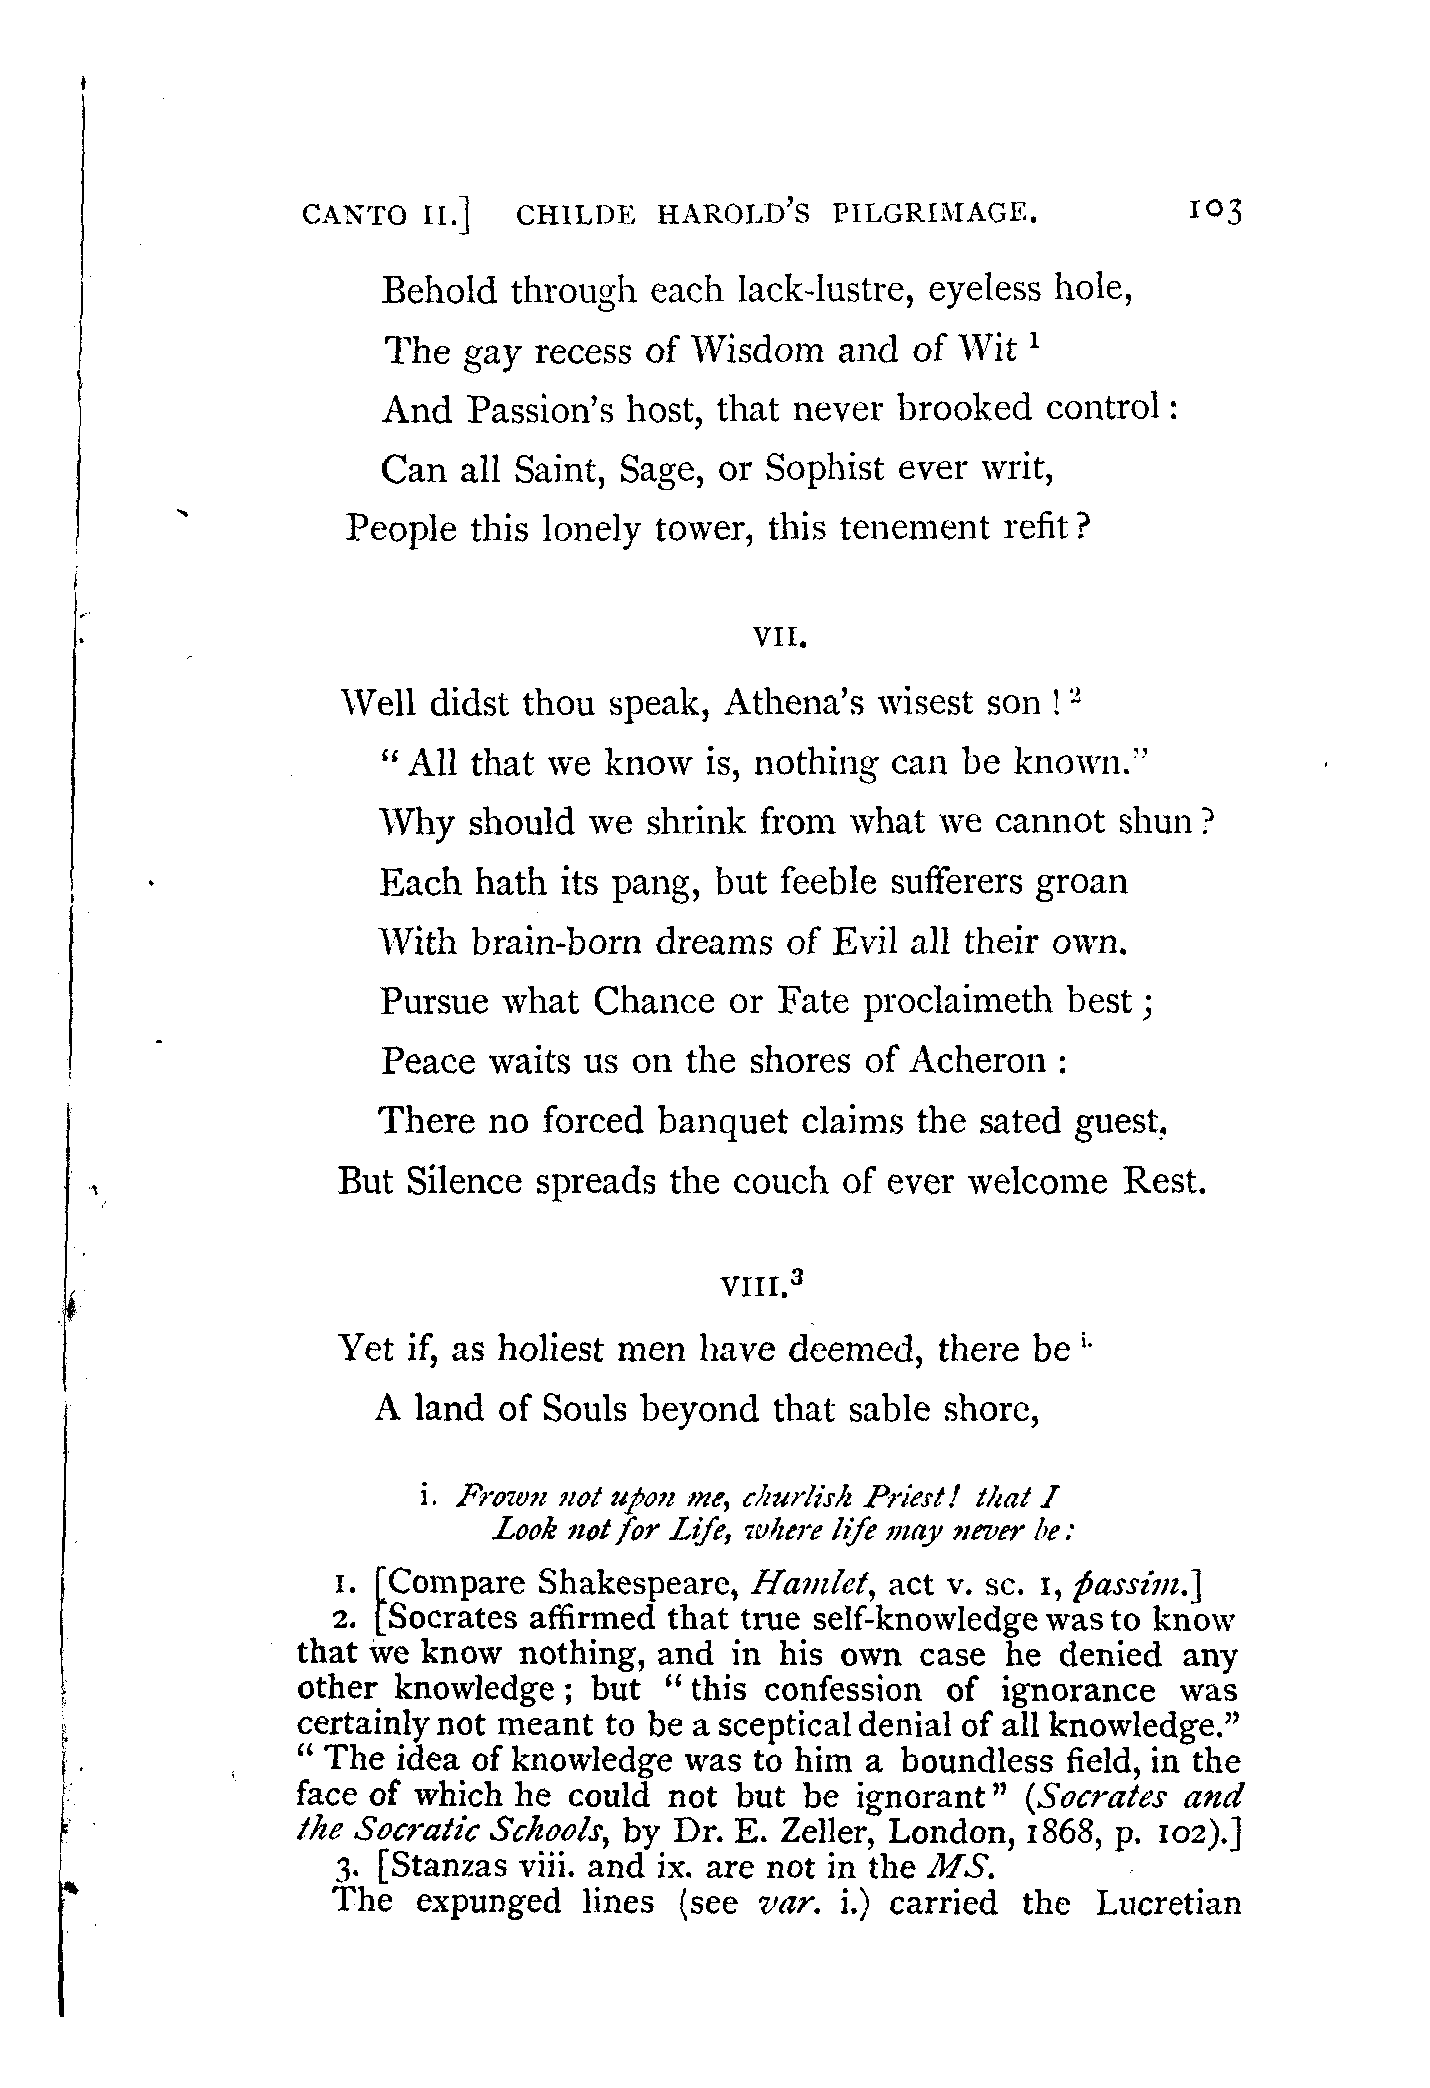 CANTO II.] CHILDE HAROLD'S PILGRIMAGE. 103
Behold through each lack-lustre, eyeless hole,
The gay recess of Wisdom and of Wit ¹
And Passion's host, that never brooked control :
Can all Saint, Sage, or Sophist ever writ,
People this lonely tower, this tenement refit ?
VII.
Well didst thou speak, Athena's wisest son ! ²
" All that we know is, nothing can be known."
Why should we shrink from what we cannot shun ?
Each hath its pang, but feeble sufferers groan
With brain-born dreams of Evil all their own.
Pursue what Chance or Fate proclaimeth best ;
Peace waits us on the shores of Acheron :
There no forced banquet claims the sated guest,
But Silence spreads the couch of ever welcome Rest.
VIII.³
Yet if, as holiest men have deemed, there be i.
A land of Souls beyond that sable shore,
i. Frown not upon me, churlish Priest! that I
Look not for Life, where life may never be :
1. [Compare Shakespeare, Hamlet, act v. sc. 1, passim.]
2. [Socrates affirmed that true self-knowledge was to know
that we know nothing, and in his own case he denied any
other knowledge ; but " this confession of ignorance was
certainly not meant to be a sceptical denial of all knowledge."
" The idea of knowledge was to him a boundless field, in the
face of which he could not but be ignorant" (Socrates and
the Socratic Schools, by Dr. E. Zeller, London, 1868, p. 102).]
3. [Stanzas viii. and ix. are not in the MS.
The expunged lines (see var. i.) carried the Lucretian